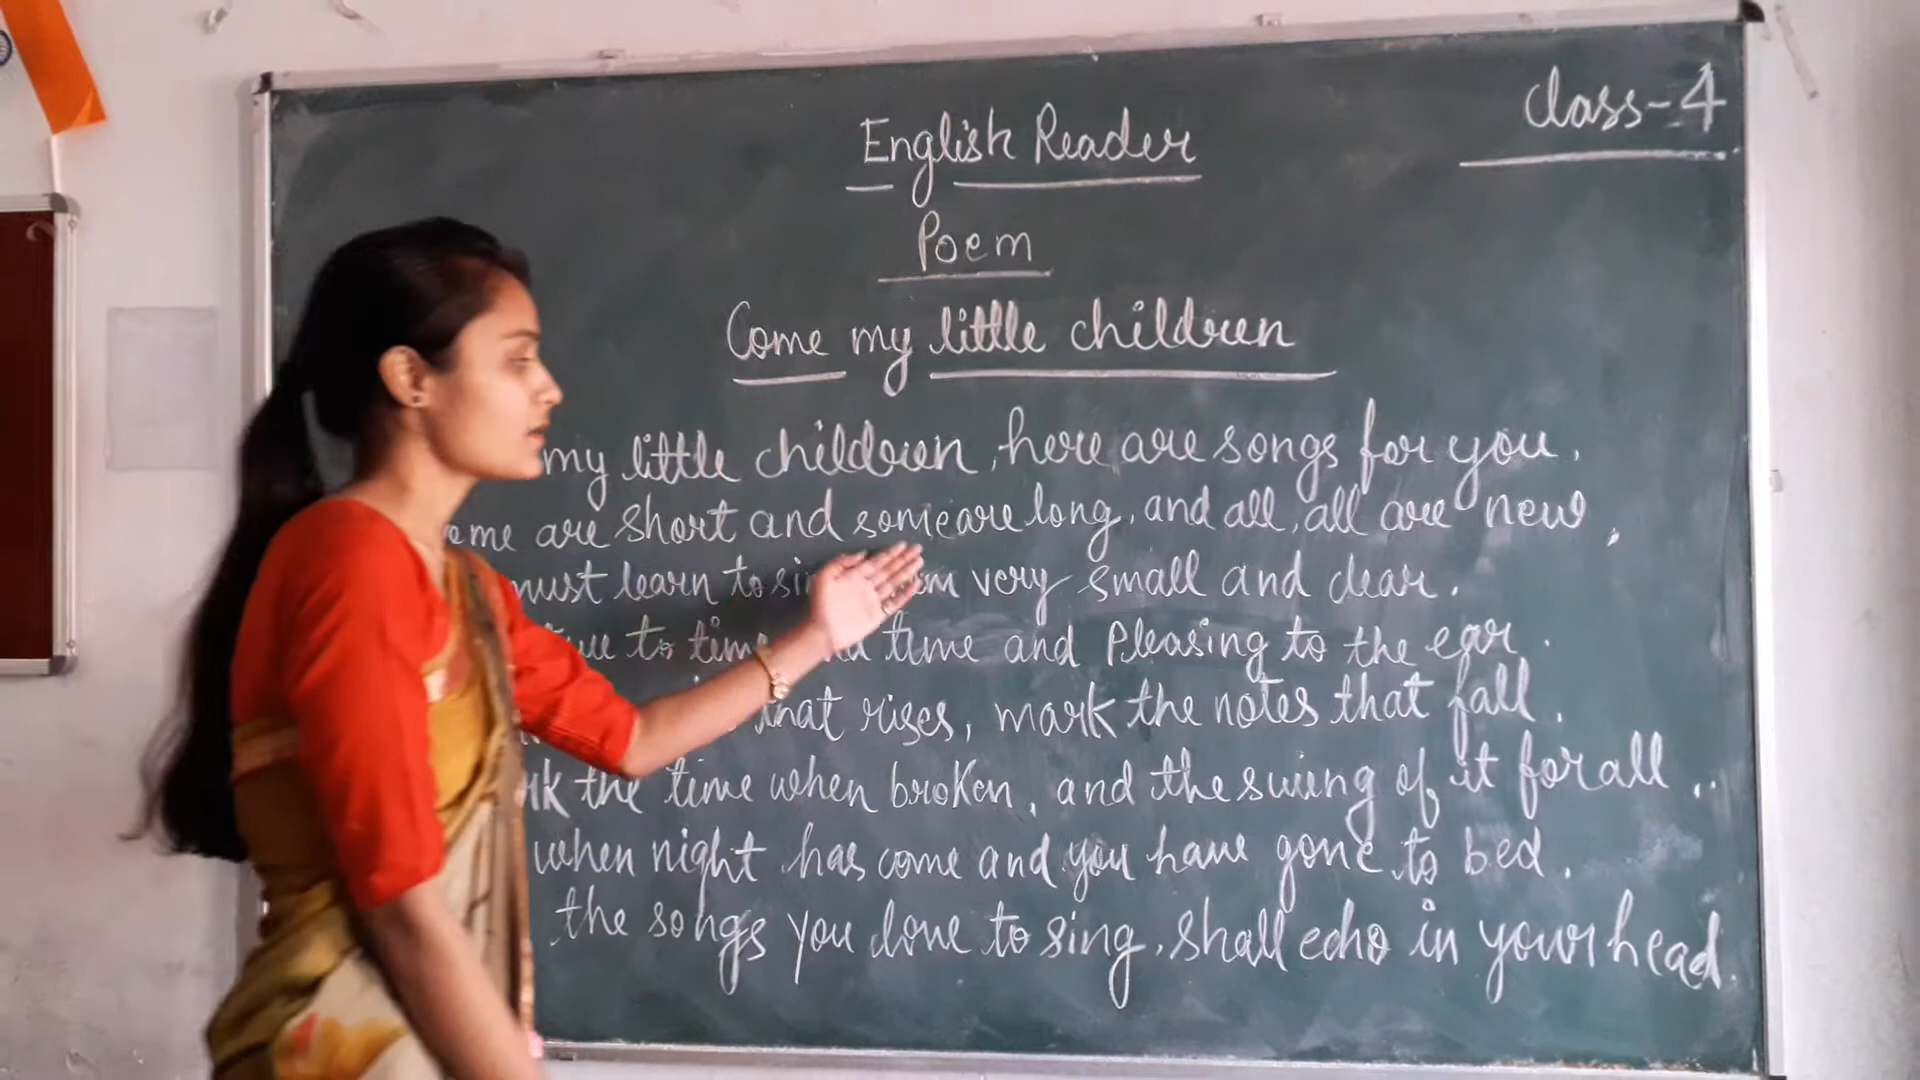 class-4
English Reader
Poem
Come my little children
my little children, here are songs for you.
are short and some are long, and all, all are new.
must learn to very small and clear.
to time and Pleasing to the ear.
that rises, mark the notes that fall.
the time when broken, and the swing of it for all..
when night has come and you have gone to bed.
the songs you love to sing, shall echo in your head.